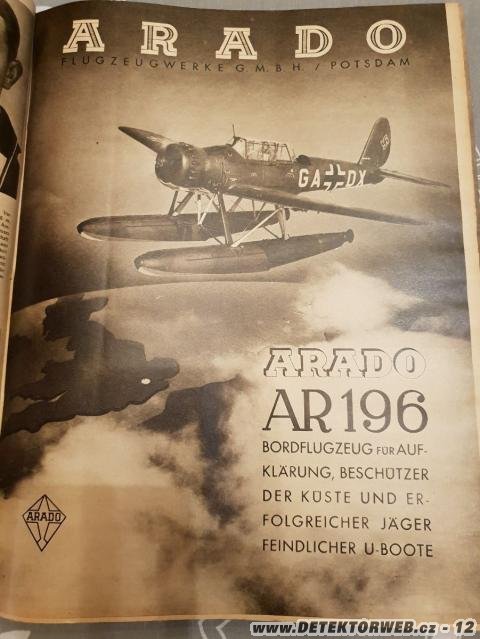 ARADO
FLUGZEUGWERKE G.M.B.H. / POTSDAM
GA DX
ARADO
AR 196
BORDFLUGZEUG FÜR AUF-
KLÄRUNG, BESCHÜTZER
DER KÜSTE UND ER-
FOLGREICHER JÄGER
FEINDLICHER U-BOOTE
ARADO
www.DETEKTORWEB.cz - 12